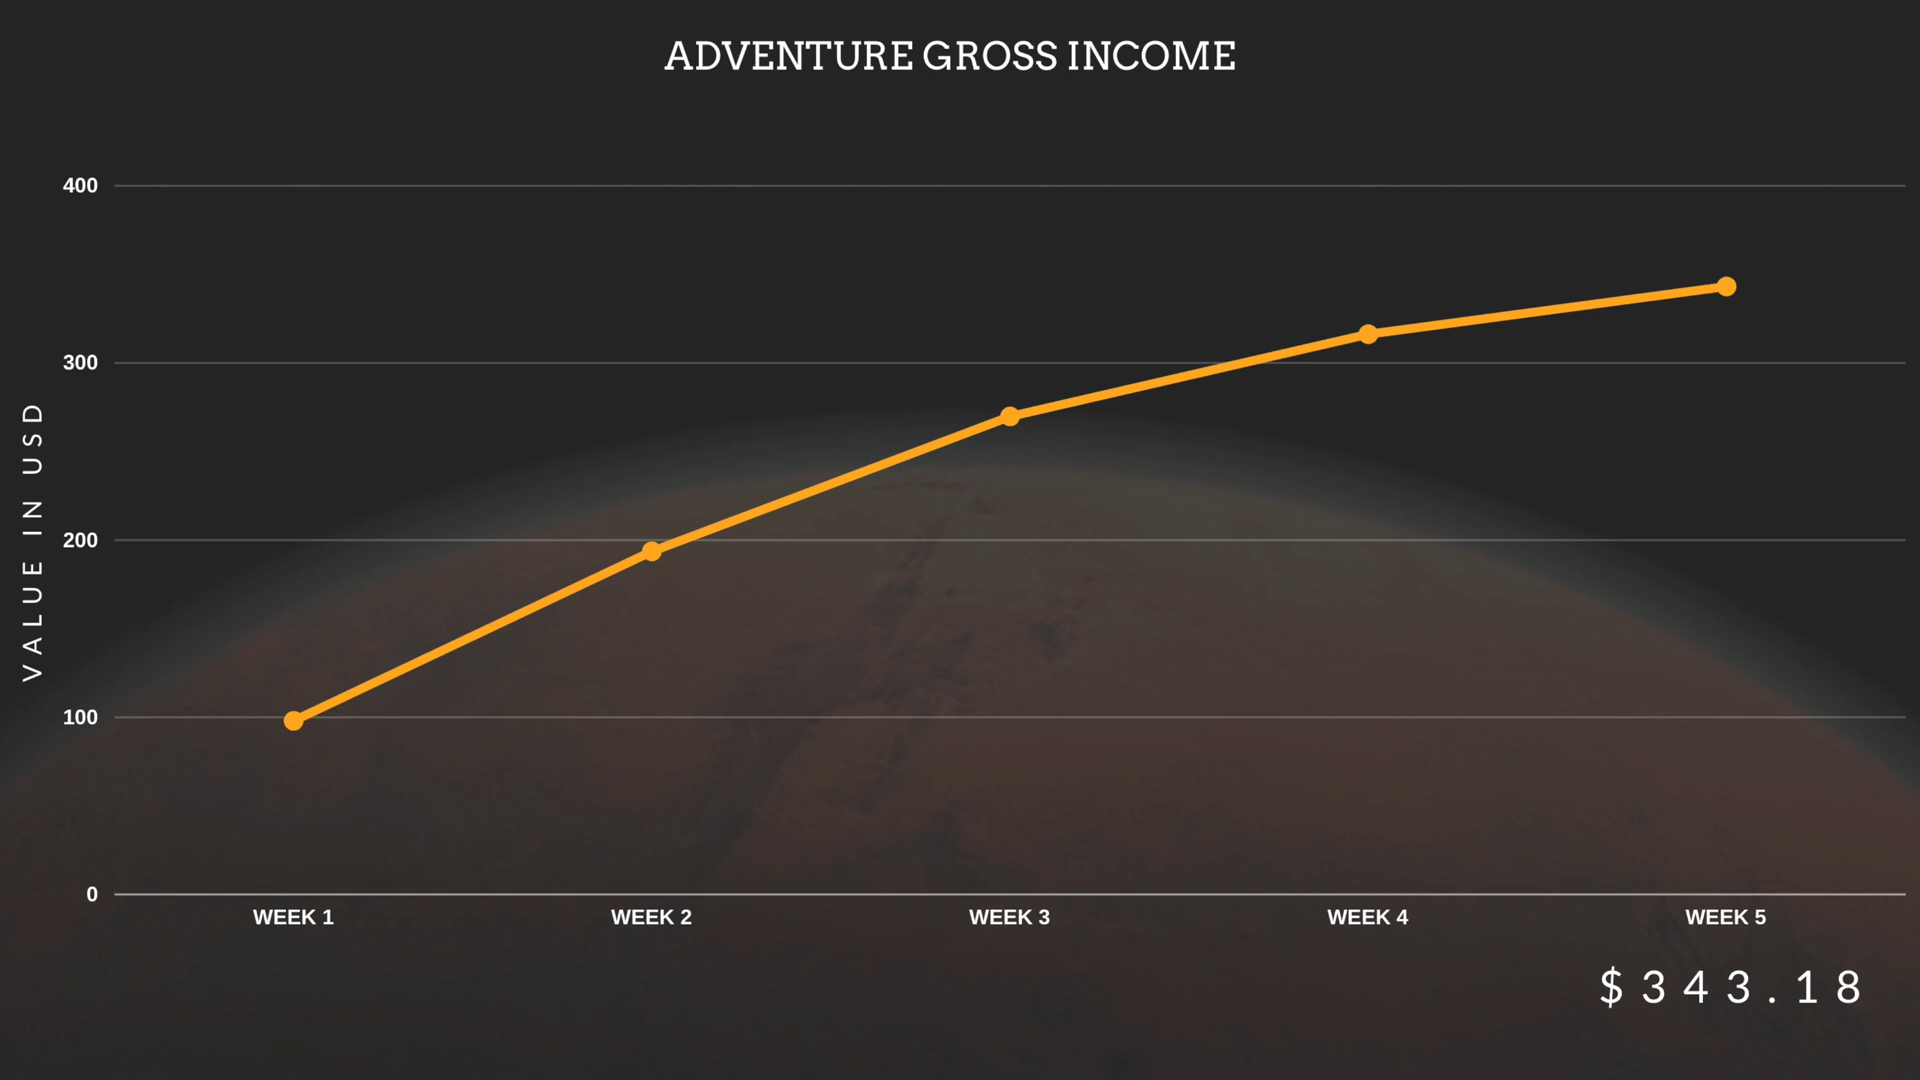 ADVENTURE GROSS INCOME
400
300
200
100
0
VALUE IN USD
WEEK 1
WEEK 2
WEEK 3
WEEK 4
WEEK 5
$343.18